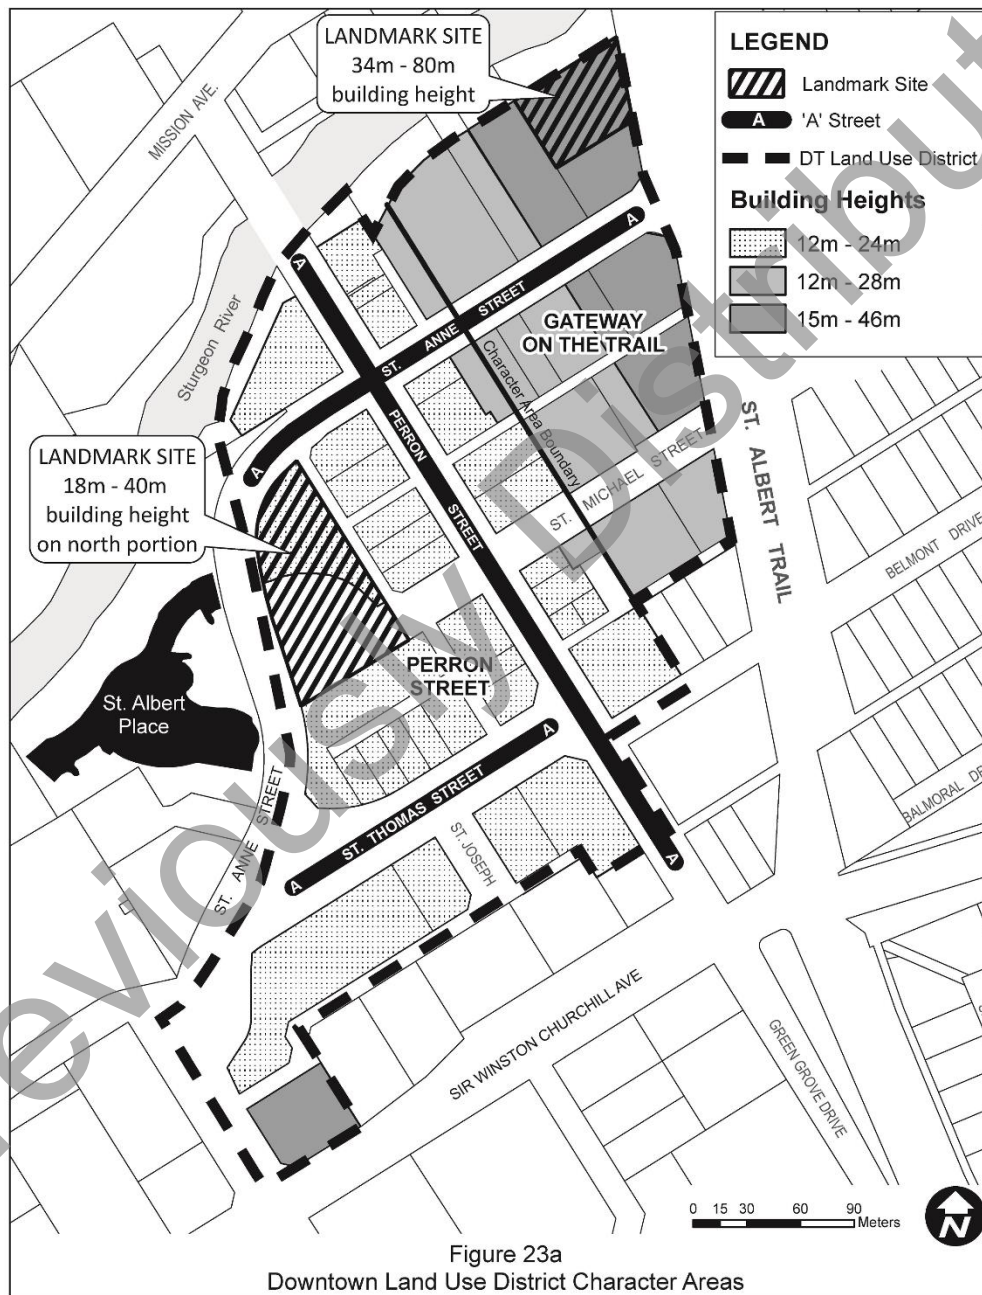 LANDMARK SITE
34m - 80m
building height
LEGEND
Landmark Site
A 'A' Street
DT Land Use District
Building Heights
12m - 24m
12m - 28m
15m - 46m
MISSION AVE.
Sturgeon River
A
A
ST. ANNE STREET
A
GATEWAY
ON THE TRAIL
Character Area Boundary
PERRON STREET
A
ST. MICHAEL STREET
ST. ALBERT TRAIL
BELMONT DRIVE
LANDMARK SITE
18m - 40m
building height
on north portion
PERRON
STREET
St. Albert
Place
A ST. THOMAS STREET A
ST. JOSEPH
ST. ANNE STREET
BALMORAL DR
SIR WINSTON CHURCHILL AVE
GREEN GROVE DRIVE
0 15 30 60 90
Meters
N
Figure 23a
Downtown Land Use District Character Areas
eviously Distribut